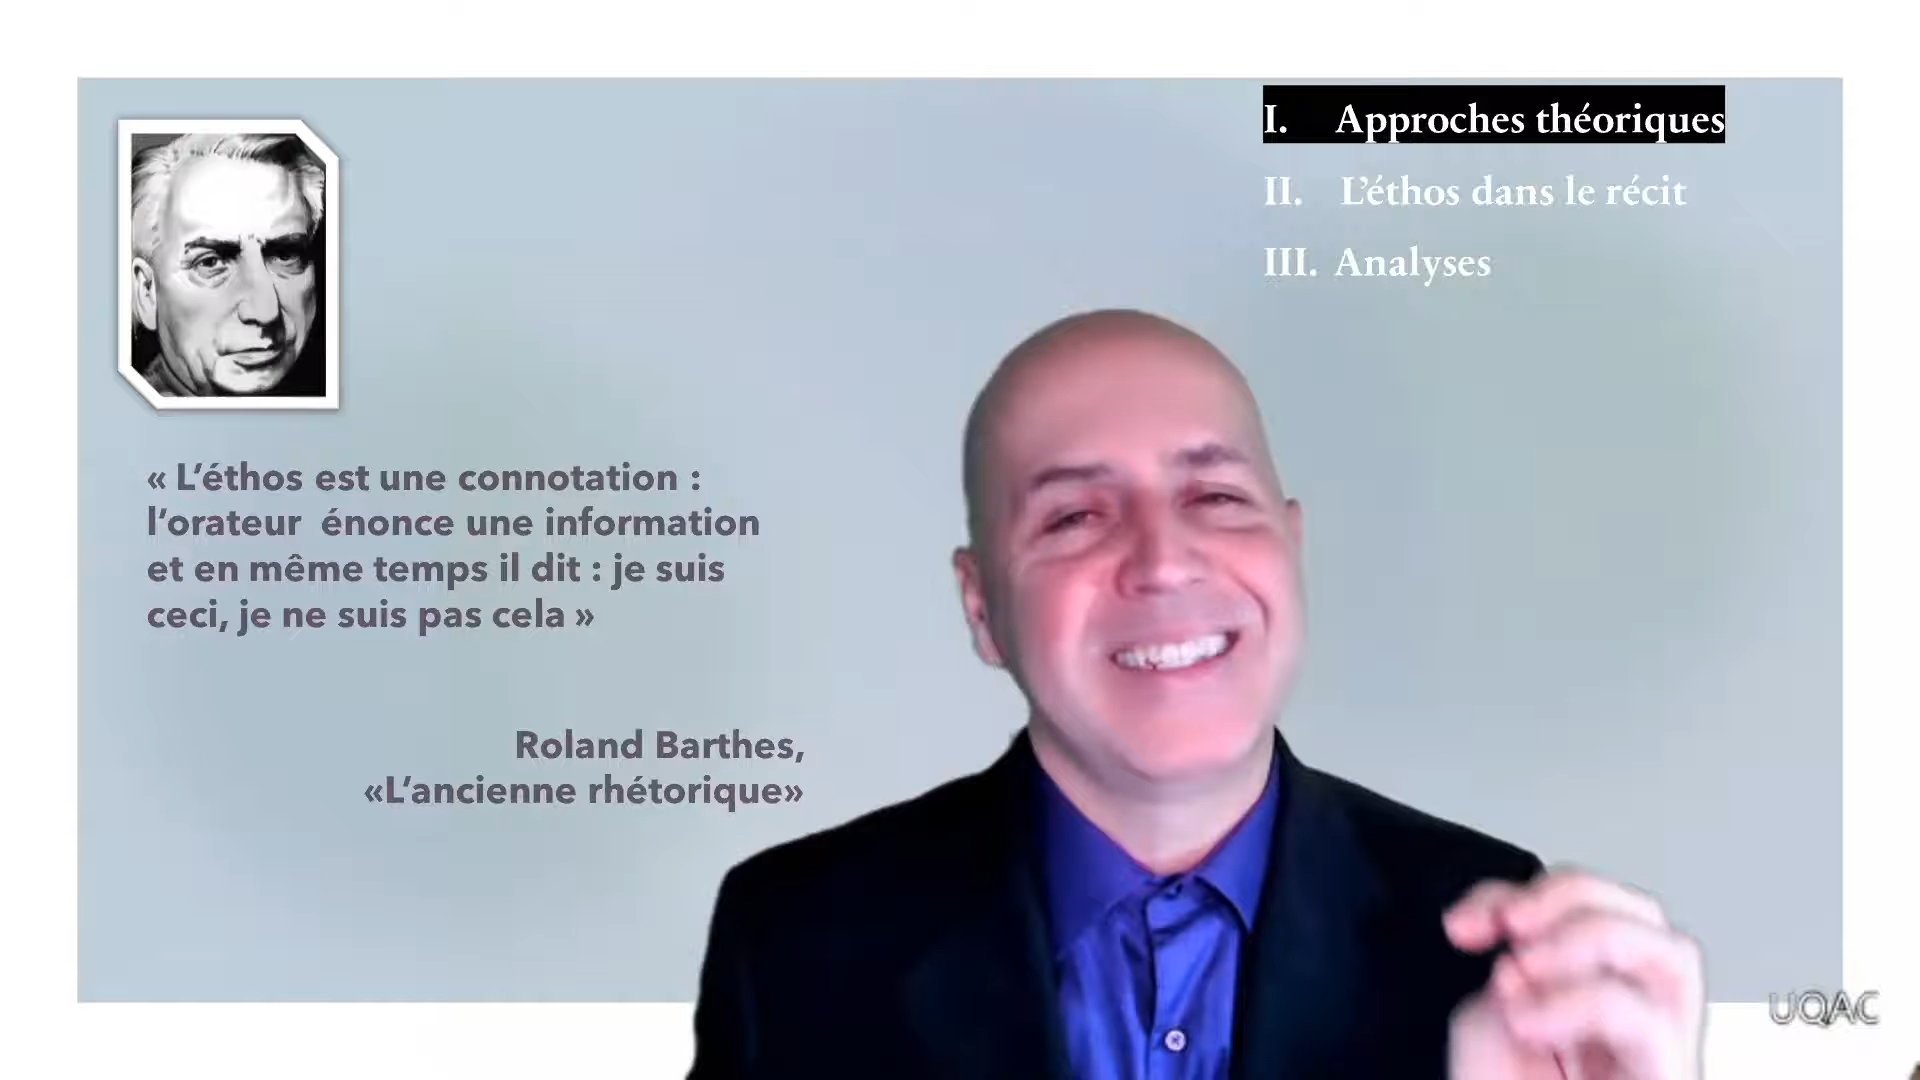 I. Approches théoriques
II. L'éthos dans le récit
III. Analyses
« L'éthos est une connotation :
l'orateur énonce une information
et en même temps il dit : je suis
ceci, je ne suis pas cela »
Roland Barthes,
«L'ancienne rhétorique»
UQAC